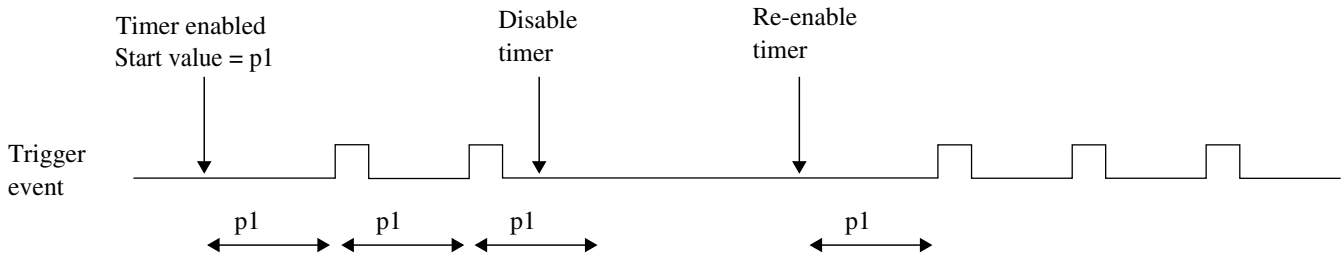 Timer enabled
Start value = p1
Disable
timer
Re-enable
timer
Trigger
event
p1
p1
p1
p1